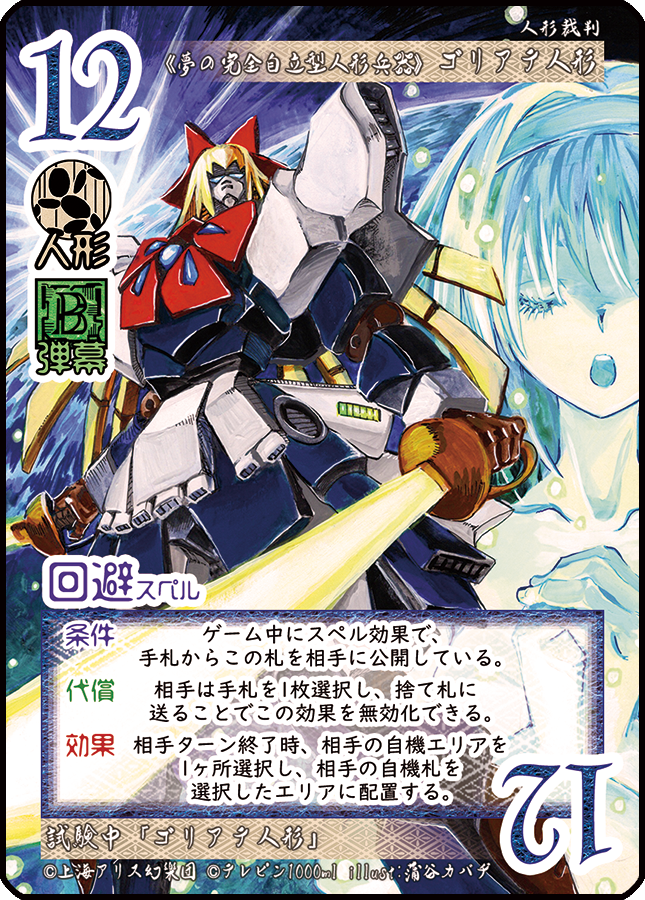 12
人形裁判
《夢の完全自立型人形兵器》 ゴリアテ人形
人形
B
弾幕
回避スペル
条件 ゲーム中にスペル効果で、
手札からこの札を相手に公開している。
代償 相手は手札を1枚選択し、捨て札に
送ることでこの効果を無効化できる。
効果 相手ターン終了時、相手の自機エリアを
1ヶ所選択し、相手の自機札を
選択したエリアに配置する。
12
試験中「ゴリアテ人形」
©上海アリス幻樂団 ©テレビン1000ml illust:蒲谷カバヂ